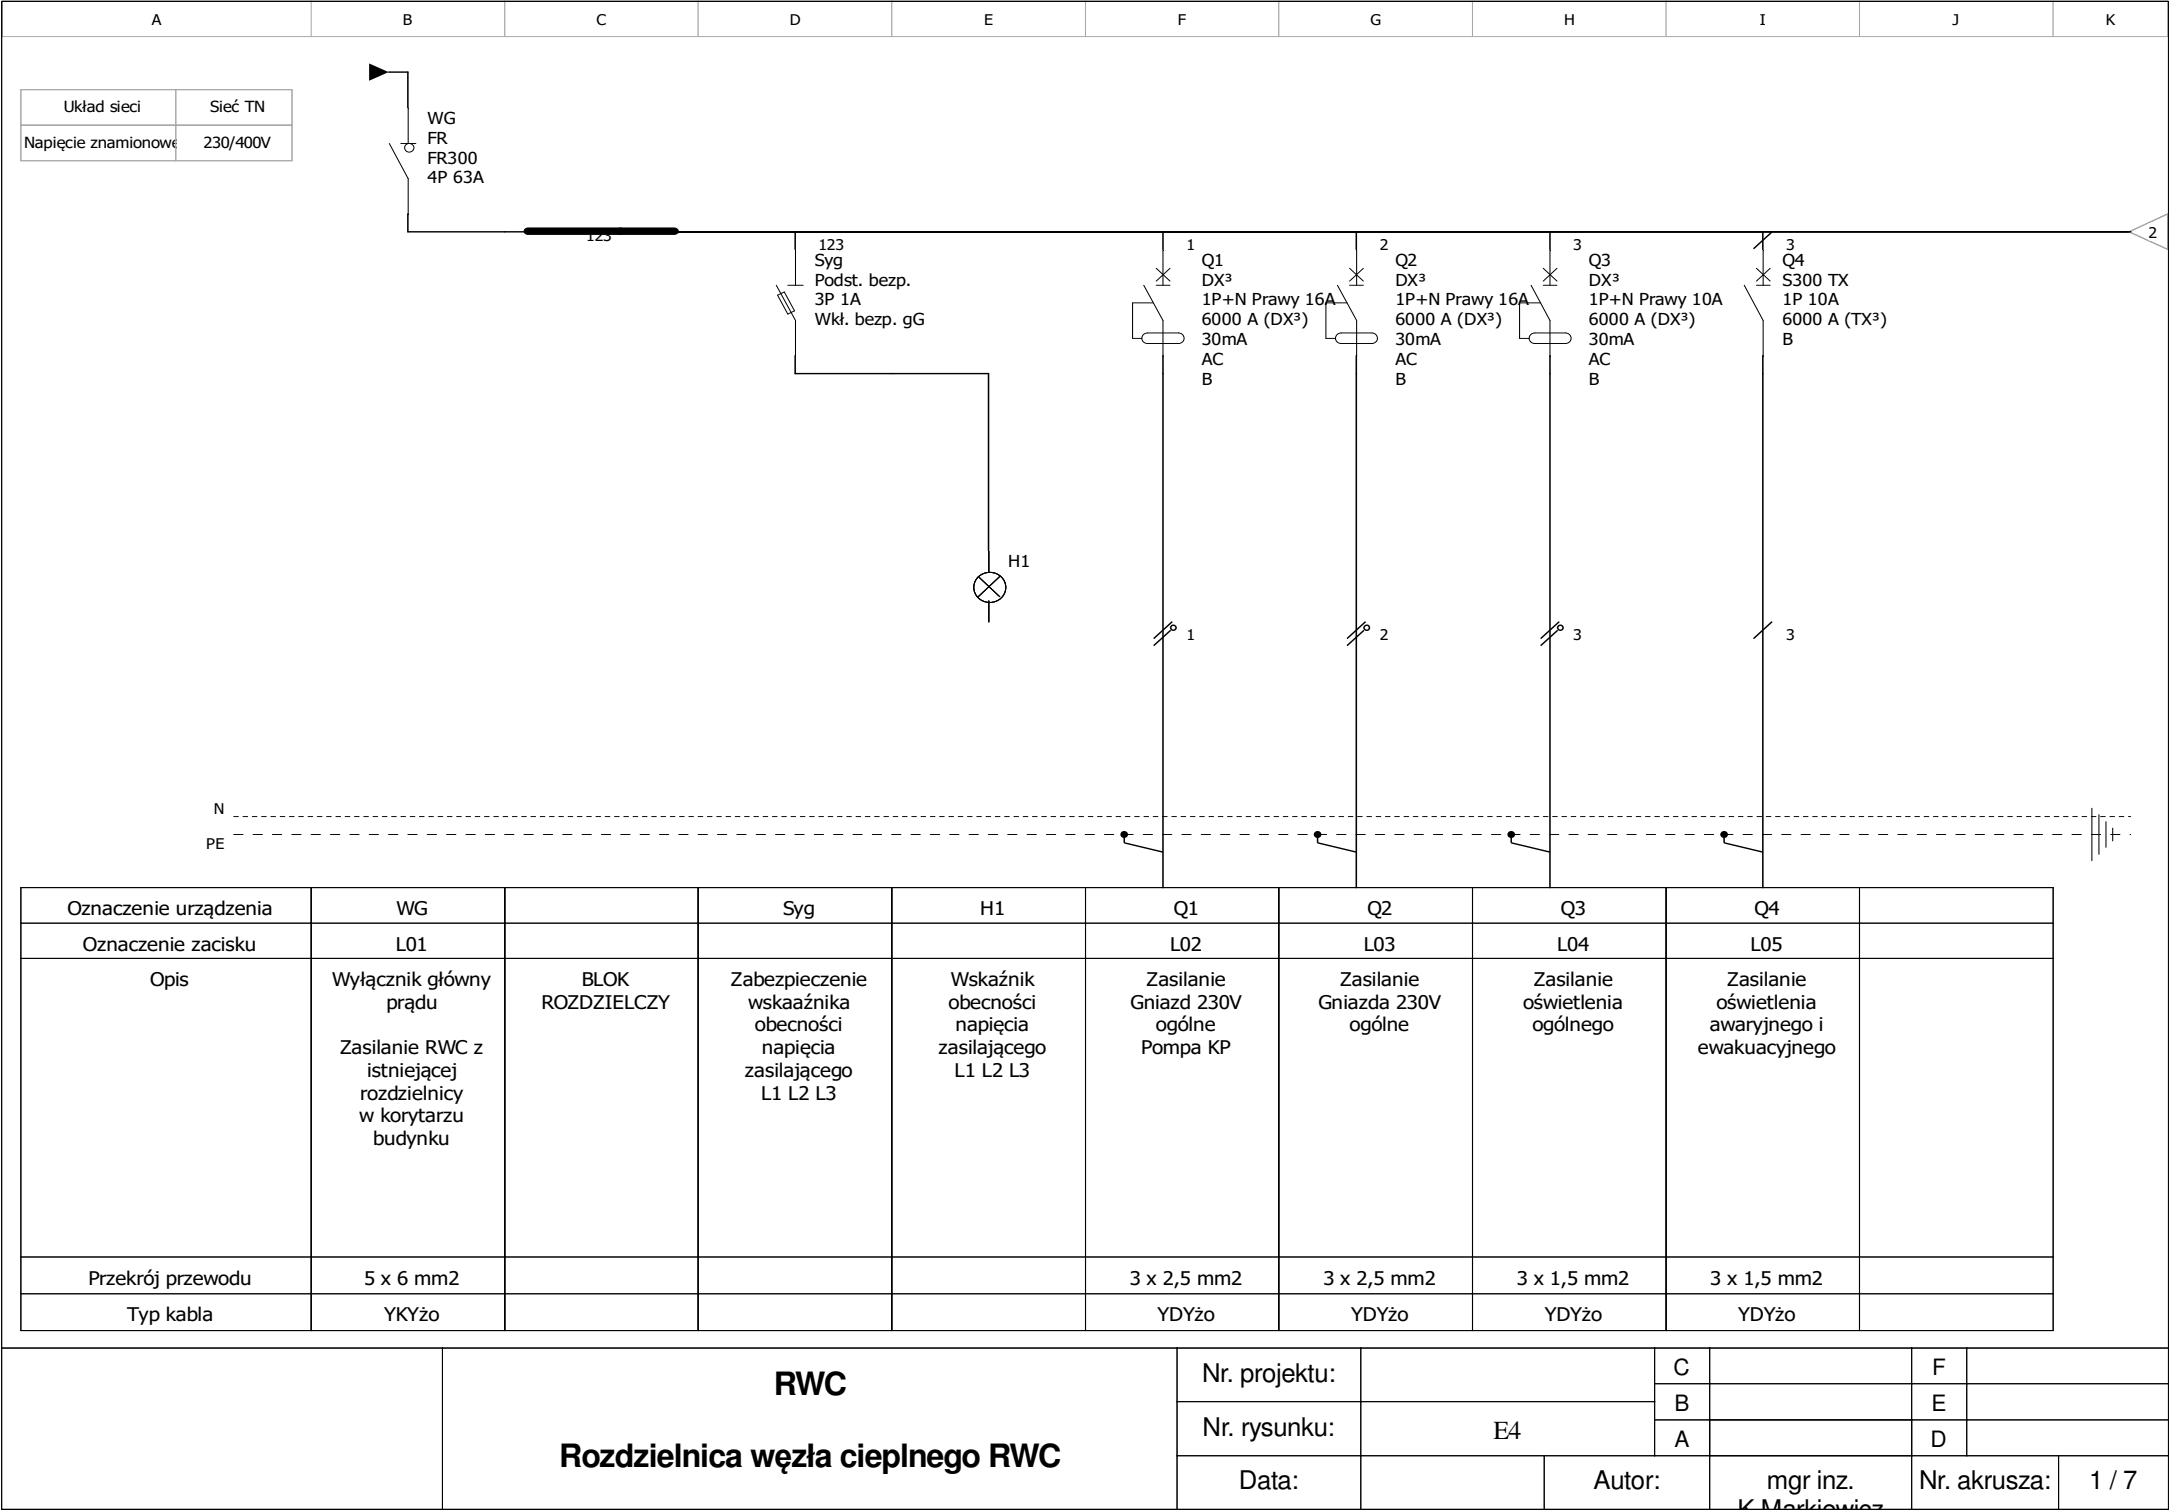 A B C D E F G H I J K
Układ sieci Sieć TN
Napięcie znamionowe 230/400V
WG
FR
FR300
4P 63A
123
2
123
Syg
Podst. bezp.
3P 1A
Wkł. bezp. gG
1
Q1
DX³
1P+N Prawy 16A
6000 A (DX³)
30mA
AC
B
2
Q2
DX³
1P+N Prawy 16A
6000 A (DX³)
30mA
AC
B
3
Q3
DX³
1P+N Prawy 10A
6000 A (DX³)
30mA
AC
B
3
Q4
S300 TX
1P 10A
6000 A (TX³)
B
H1
1 2 3 3
N
PE
Oznaczenie urządzenia WG Syg H1 Q1 Q2 Q3 Q4
Oznaczenie zacisku L01 L02 L03 L04 L05
Opis
Wyłącznik główny
prądu
Zasilanie RWC z
istniejącej
rozdzielnicy
w korytarzu
budynku
BLOK
ROZDZIELCZY
Zabezpieczenie
wskaaźnika
obecności
napięcia
zasilającego
L1 L2 L3
Wskaźnik
obecności
napięcia
zasilającego
L1 L2 L3
Zasilanie
Gniazd 230V
ogólne
Pompa KP
Zasilanie
Gniazda 230V
ogólne
Zasilanie
oświetlenia
ogólnego
Zasilanie
oświetlenia
awaryjnego i
ewakuacyjnego
Przekrój przewodu 5 x 6 mm2 3 x 2,5 mm2 3 x 2,5 mm2 3 x 1,5 mm2 3 x 1,5 mm2
Typ kabla YKYżo YDYżo YDYżo YDYżo YDYżo
RWC
Rozdzielnica węzła cieplnego RWC
Nr. projektu:
Nr. rysunku: E4
Data:
Autor: mgr inz.
K.Markiewicz
C F
B E
A D
Nr. akrusza: 1 / 7